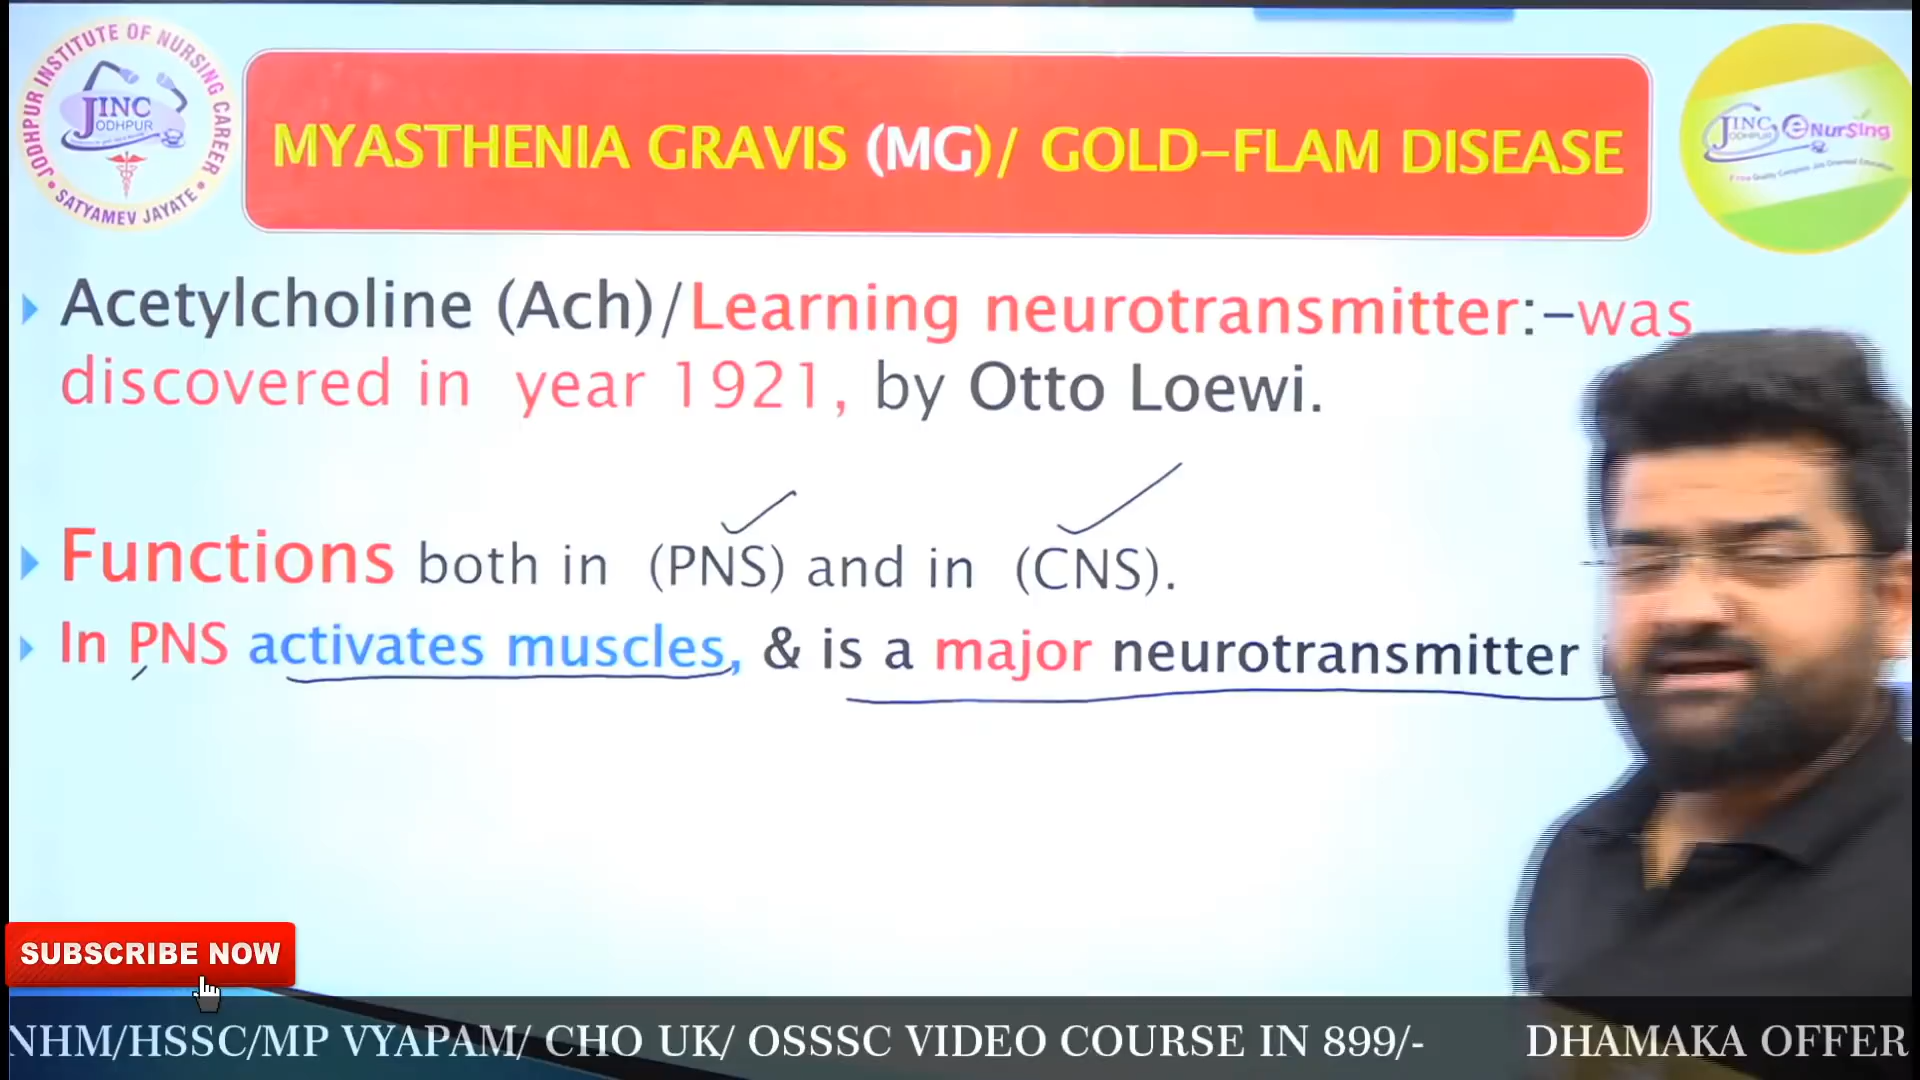 JODHPUR INSTITUTE OF NURSING CAREER
JINC
JODHPUR
SATYAMEV JAYATE
MYASTHENIA GRAVIS (MG)/ GOLD-FLAM DISEASE
JINC eNursing
JODHPUR
Acetylcholine (Ach)/Learning neurotransmitter:-was
discovered in year 1921, by Otto Loewi.
Functions both in (PNS) and in (CNS).
In PNS activates muscles, & is a major neurotransmitter
SUBSCRIBE NOW
NHM/HSSC/MP VYAPAM/ CHO UK/ OSSSC VIDEO COURSE IN 899/- DHAMAKA OFFER